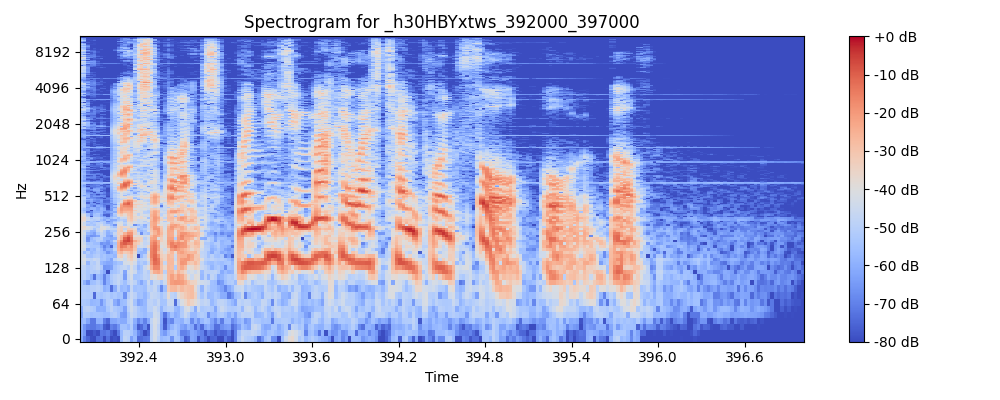 Spectrogram for _h30HBYxtws_392000_397000
Hz
8192
4096
2048
1024
512
256
128
64
0
392.4 393.0 393.6 394.2 394.8 395.4 396.0 396.6
Time
+0 dB
-10 dB
-20 dB
-30 dB
-40 dB
-50 dB
-60 dB
-70 dB
-80 dB